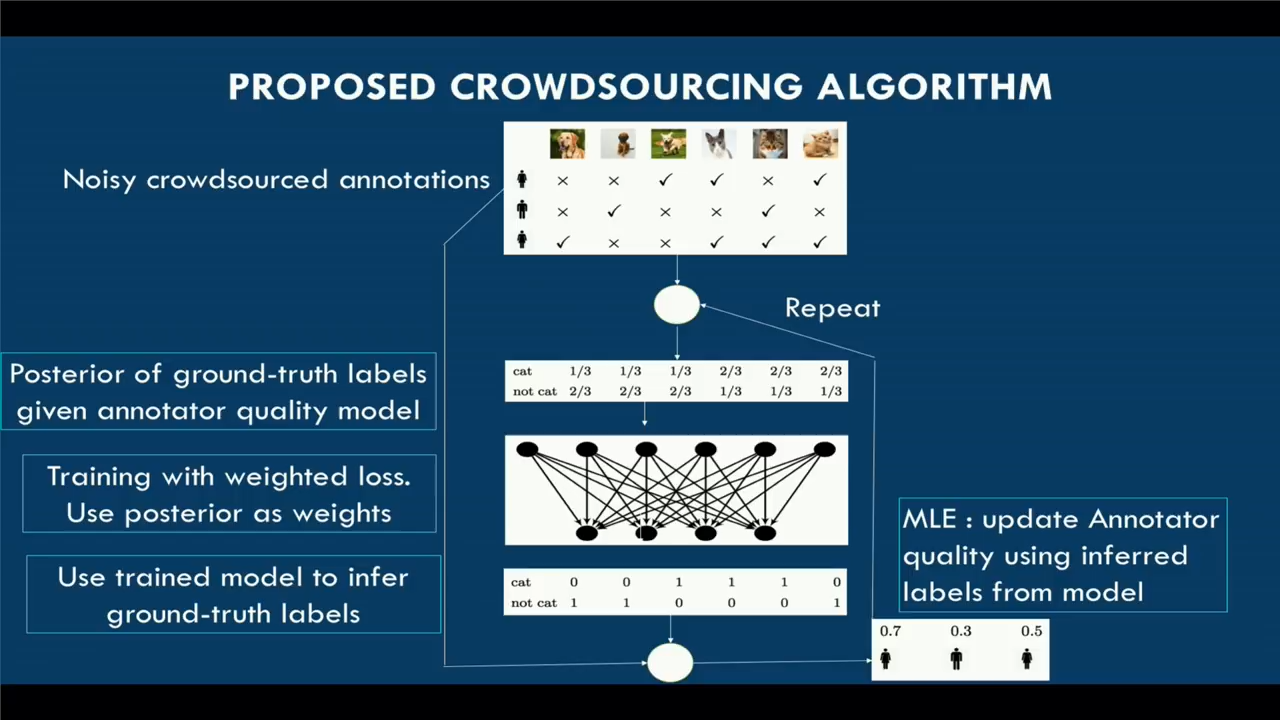 PROPOSED CROWDSOURCING ALGORITHM
Noisy crowdsourced annotations
× × ✓ ✓ × ✓
× ✓ × × ✓ ×
✓ × × ✓ ✓ ✓
Repeat
Posterior of ground-truth labels
given annotator quality model
cat 1/3 1/3 1/3 2/3 2/3 2/3
not cat 2/3 2/3 2/3 1/3 1/3 1/3
Training with weighted loss.
Use posterior as weights
Use trained model to infer
ground-truth labels
cat 0 0 1 1 1 0
not cat 1 1 0 0 0 1
MLE : update Annotator
quality using inferred
labels from model
0.7 0.3 0.5